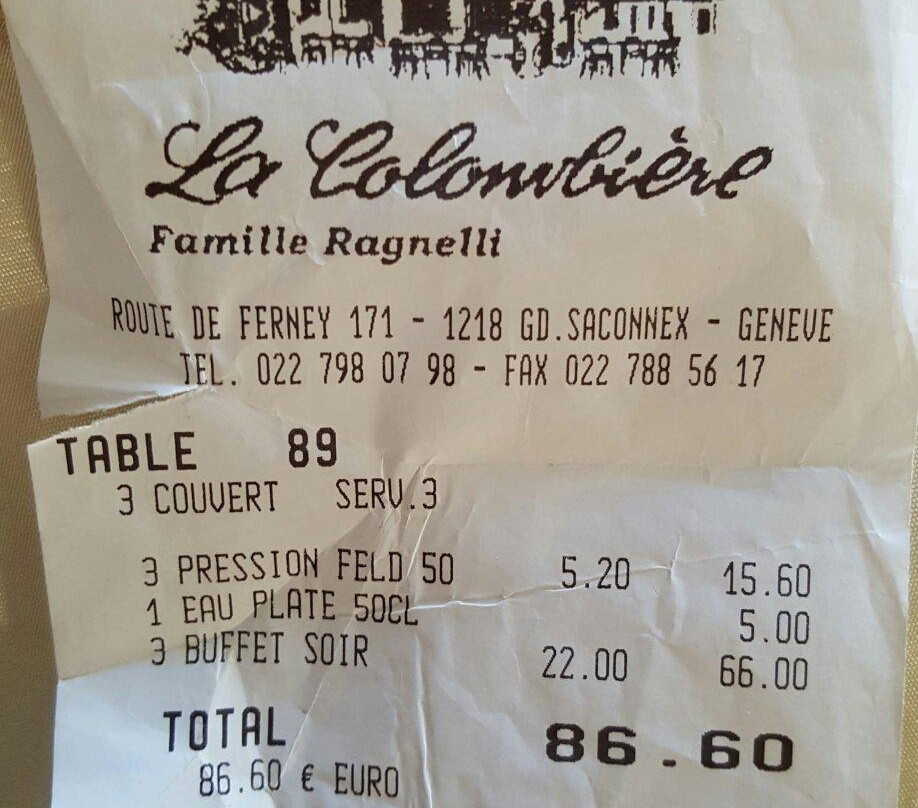 La Colombière
Famille Ragnelli
ROUTE DE FERNEY 171 - 1218 GD.SACONNEX - GENEVE
TEL. 022 798 07 98 - FAX 022 788 56 17
TABLE 89
3 COUVERT SERV.3
3 PRESSION FELD 50 5.20 15.60
1 EAU PLATE 50CL 5.00
3 BUFFET SOIR 22.00 66.00
TOTAL 86.60
86.60 € EURO